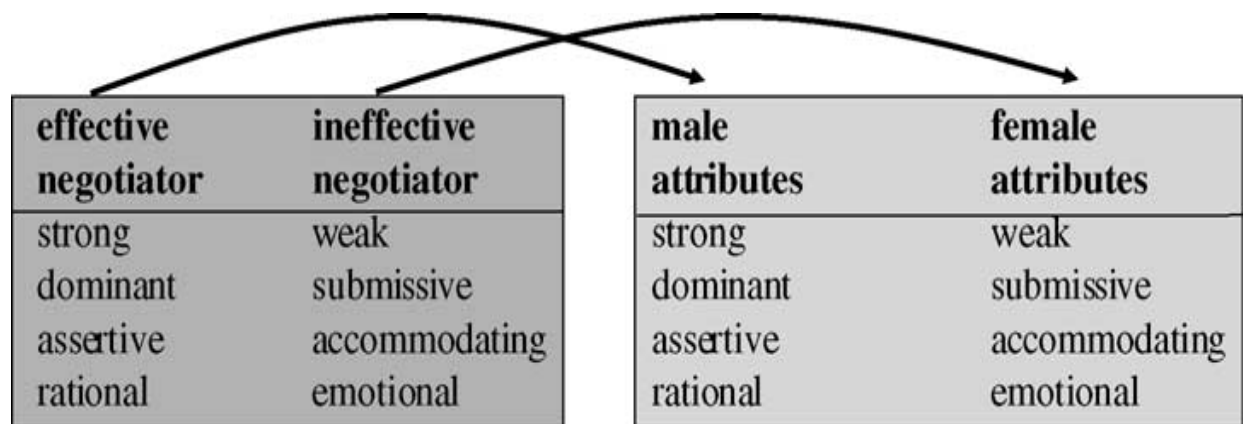 effective ineffective male female
negotiator negotiator attributes attributes
strong weak strong weak
dominant submissive dominant submissive
assertive accommodating assertive accommodating
rational emotional rational emotional